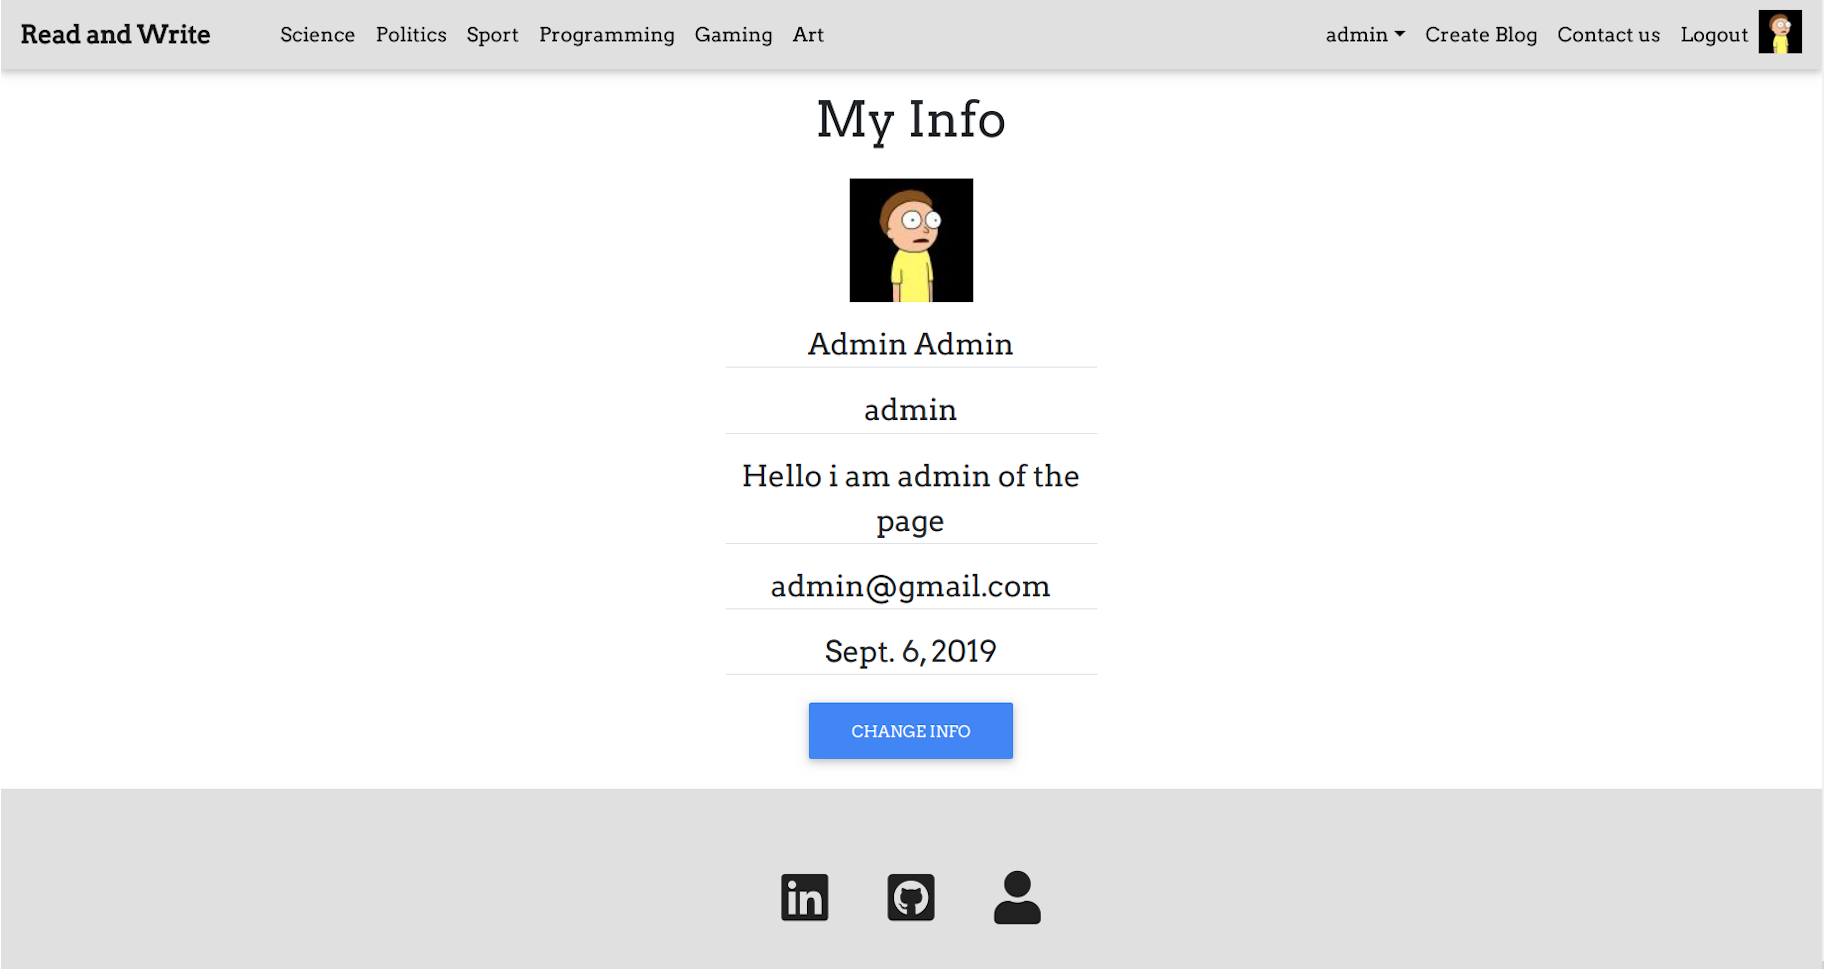 Read and Write Science Politics Sport Programming Gaming Art admin Create Blog Contact us Logout
My Info
Admin Admin
admin
Hello i am admin of the
page
admin@gmail.com
Sept. 6, 2019
CHANGE INFO
in